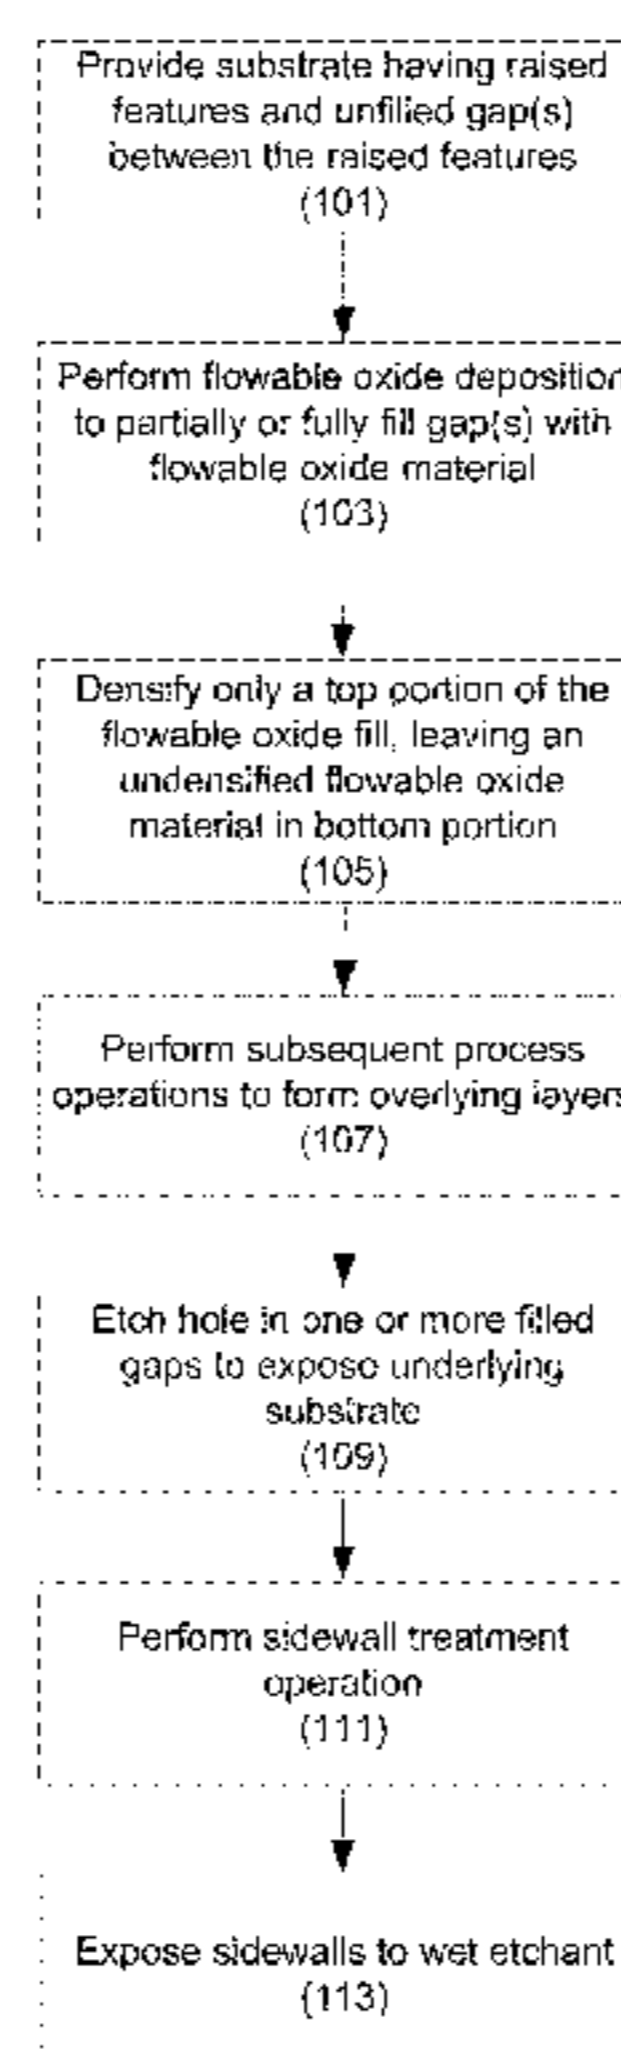 Provide substrate having raised
features and unfilled gap(s)
between the raised features
(101)
Perform flowable oxide deposition
to partially or fully fill gap(s) with
flowable oxide material
(103)
Densify only a top portion of the
flowable oxide fill, leaving an
undensified flowable oxide
material in bottom portion
(105)
Perform subsequent process
operations to form overlying layers
(107)
Etch hole in one or more filled
gaps to expose underlying
substrate
(109)
Perform sidewall treatment
operation
(111)
Expose sidewalls to wet etchant
(113)